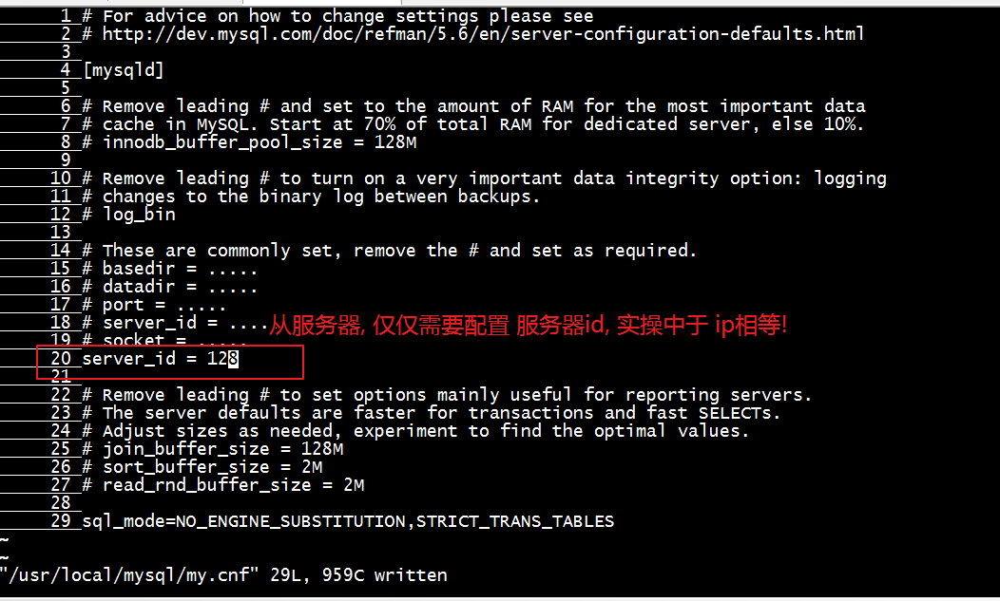 1 # For advice on how to change settings please see
2 # http://dev.mysql.com/doc/refman/5.6/en/server-configuration-defaults.html
3
4 [mysqld]
5
6 # Remove leading # and set to the amount of RAM for the most important data
7 # cache in MySQL. Start at 70% of total RAM for dedicated server, else 10%.
8 # innodb_buffer_pool_size = 128M
9
10 # Remove leading # to turn on a very important data integrity option: logging
11 # changes to the binary log between backups.
12 # log_bin
13
14 # These are commonly set, remove the # and set as required.
15 # basedir = .....
16 # datadir = .....
17 # port = .....
18 # server_id = ....从服务器, 仅仅需要配置 服务器id, 实操中于 ip相等!
19 # socket = .....
20 server_id = 128
21
22 # Remove leading # to set options mainly useful for reporting servers.
23 # The server defaults are faster for transactions and fast SELECTs.
24 # Adjust sizes as needed, experiment to find the optimal values.
25 # join_buffer_size = 128M
26 # sort_buffer_size = 2M
27 # read_rnd_buffer_size = 2M
28
29 sql_mode=NO_ENGINE_SUBSTITUTION,STRICT_TRANS_TABLES
~
~
"/usr/local/mysql/my.cnf" 29L, 959C written